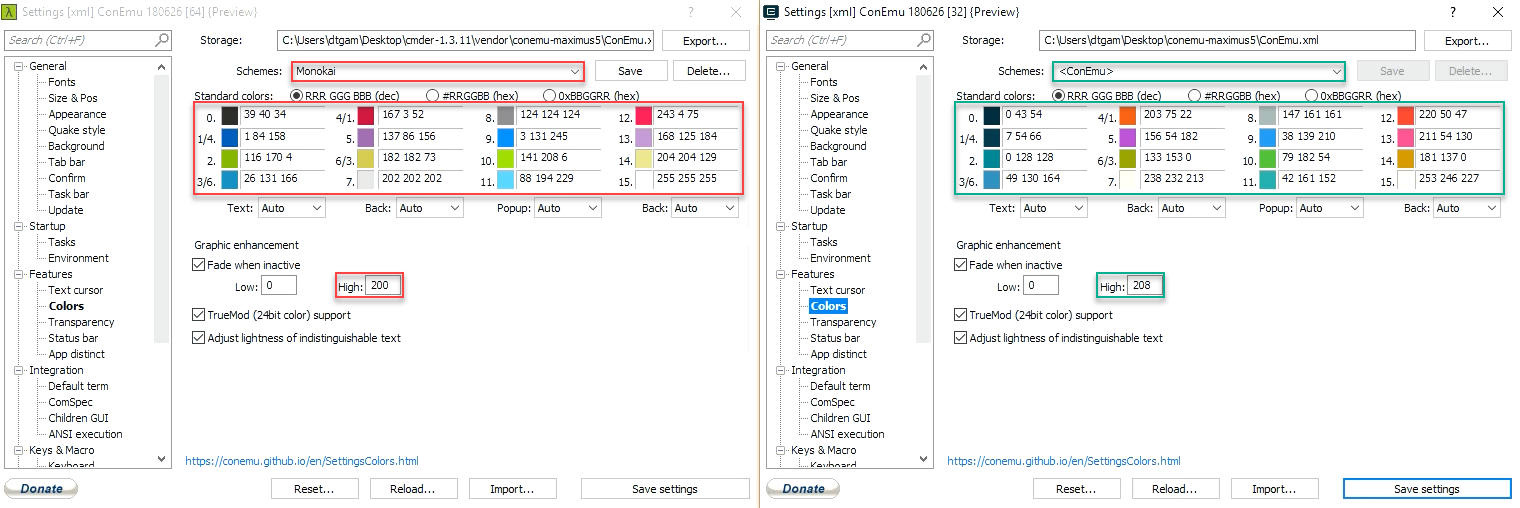 Settings [xml] ConEmu 180626 [64] {Preview}
Search (Ctrl+F)
Storage: C:\Users\dtgam\Desktop\cmder-1.3.11\vendor\conemu-maximus5\ConEmu.x Export...
Schemes: Monokai Save Delete...
Standard colors: RRR GGG BBB (dec) #RRGGBB (hex) 0xBBGGRR (hex)
0. 39 40 34 4/1. 167 3 52 8. 124 124 124 12. 243 4 75
1/4. 1 84 158 5. 137 86 156 9. 3 131 245 13. 168 125 184
2. 116 170 4 6/3. 182 182 73 10. 141 208 6 14. 204 204 129
3/6. 26 131 166 7. 202 202 202 11. 88 194 229 15. 255 255 255
Text: Auto Back: Auto Popup: Auto Back: Auto
Graphic enhancement
Fade when inactive
Low: 0 High: 200
TrueMod (24bit color) support
Adjust lightness of indistinguishable text
General
Fonts
Size & Pos
Appearance
Quake style
Background
Tab bar
Confirm
Task bar
Update
Startup
Tasks
Environment
Features
Text cursor
Colors
Transparency
Status bar
App distinct
Integration
Default term
ComSpec
Children GUI
ANSI execution
Keys & Macro
Keyboard
https://conemu.github.io/en/SettingsColors.html
Donate Reset... Reload... Import... Save settings
Settings [xml] ConEmu 180626 [32] {Preview}
Search (Ctrl+F)
Storage: C:\Users\dtgam\Desktop\conemu-maximus5\ConEmu.xml Export...
Schemes: <ConEmu> Save Delete...
Standard colors: RRR GGG BBB (dec) #RRGGBB (hex) 0xBBGGRR (hex)
0. 0 43 54 4/1. 203 75 22 8. 147 161 161 12. 220 50 47
1/4. 7 54 66 5. 156 54 182 9. 38 139 210 13. 211 54 130
2. 0 128 128 6/3. 133 153 0 10. 79 182 54 14. 181 137 0
3/6. 49 130 164 7. 238 232 213 11. 42 161 152 15. 253 246 227
Text: Auto Back: Auto Popup: Auto Back: Auto
Graphic enhancement
Fade when inactive
Low: 0 High: 208
TrueMod (24bit color) support
Adjust lightness of indistinguishable text
General
Fonts
Size & Pos
Appearance
Quake style
Background
Tab bar
Confirm
Task bar
Update
Startup
Tasks
Environment
Features
Text cursor
Colors
Transparency
Status bar
App distinct
Integration
Default term
ComSpec
Children GUI
ANSI execution
Keys & Macro
Keyboard
https://conemu.github.io/en/SettingsColors.html
Donate Reset... Reload... Import... Save settings